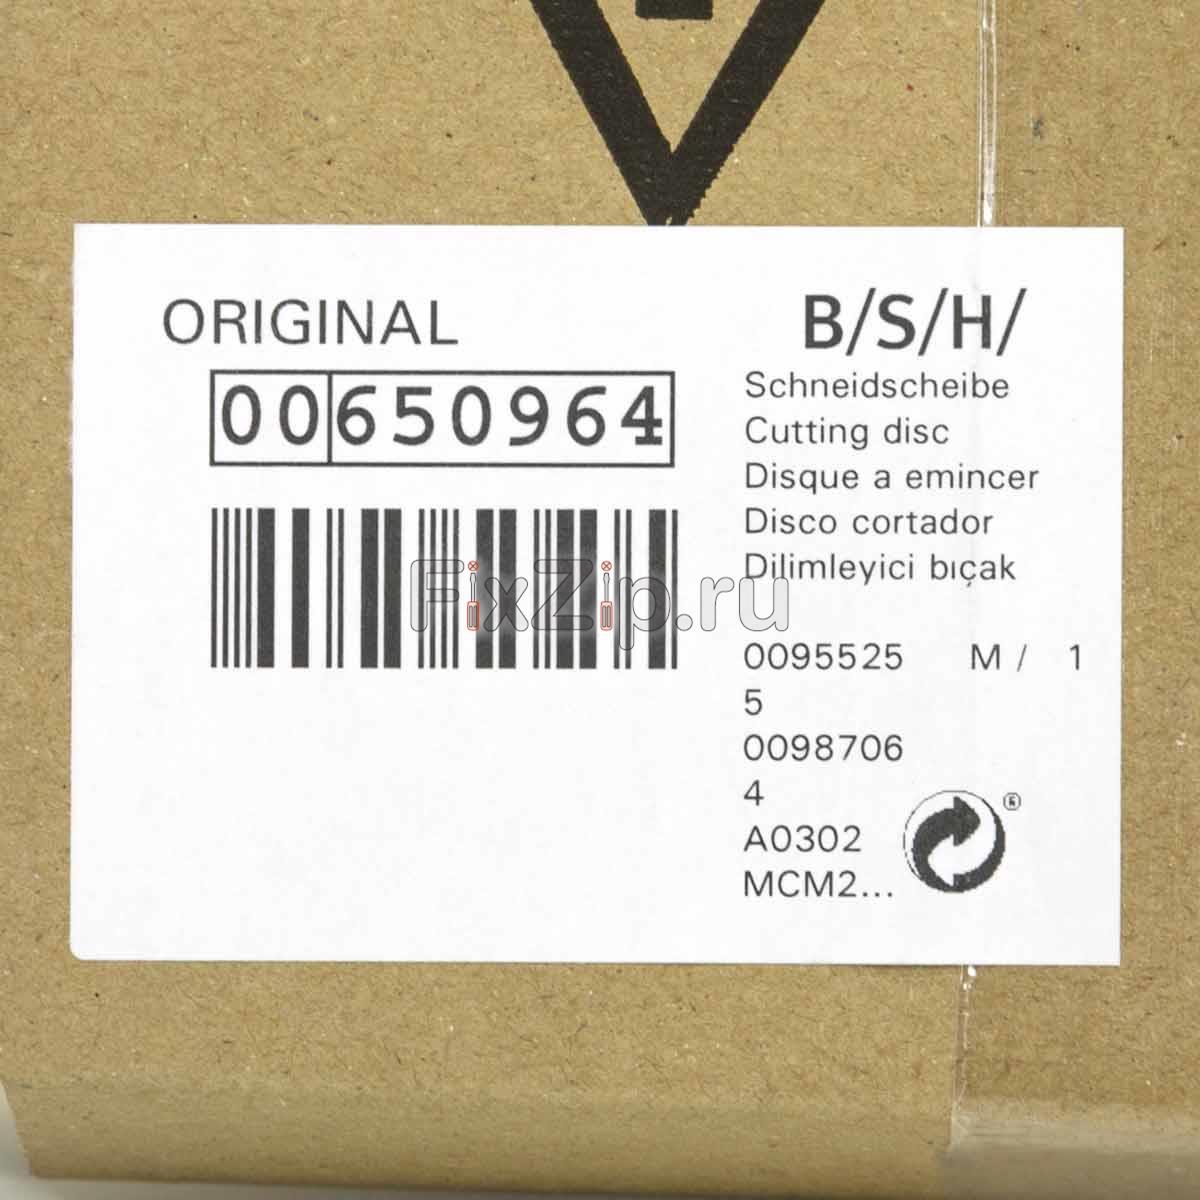 ORIGINAL
B/S/H/
00650964
Schneidscheibe
Cutting disc
Disque a emincer
Disco cortador
Dilimleyici bıçak
FixZip.ru
0095525 M / 1
5
0098706
4
A0302
MCM2...
®